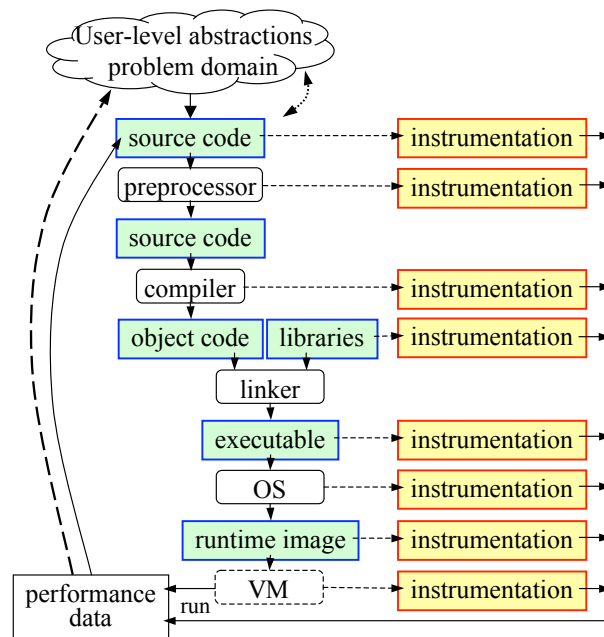 User-level abstractions
problem domain
source code
instrumentation
preprocessor
instrumentation
source code
compiler
instrumentation
object code
libraries
instrumentation
linker
executable
instrumentation
OS
instrumentation
runtime image
instrumentation
VM
instrumentation
run
performance
data